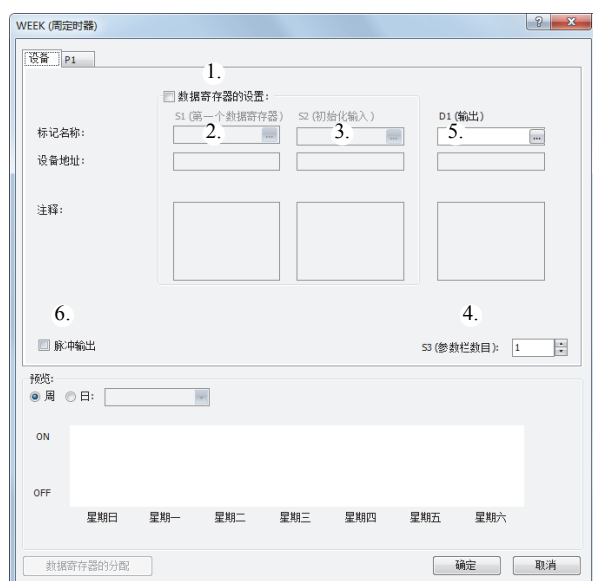 WEEK (周定时器)
设备 P1
1.
数据寄存器的设置:
S1 (第一个数据寄存器) S2 (初始化输入) D1 (输出)
标记名称: 2. ... 3. ... 5. ...
设备地址:
注释:
6. 4.
脉冲输出 S3 (参数栏数目): 1
预览:
周 日:
ON
OFF
星期日 星期一 星期二 星期三 星期四 星期五 星期六
数据寄存器的分配 确定 取消